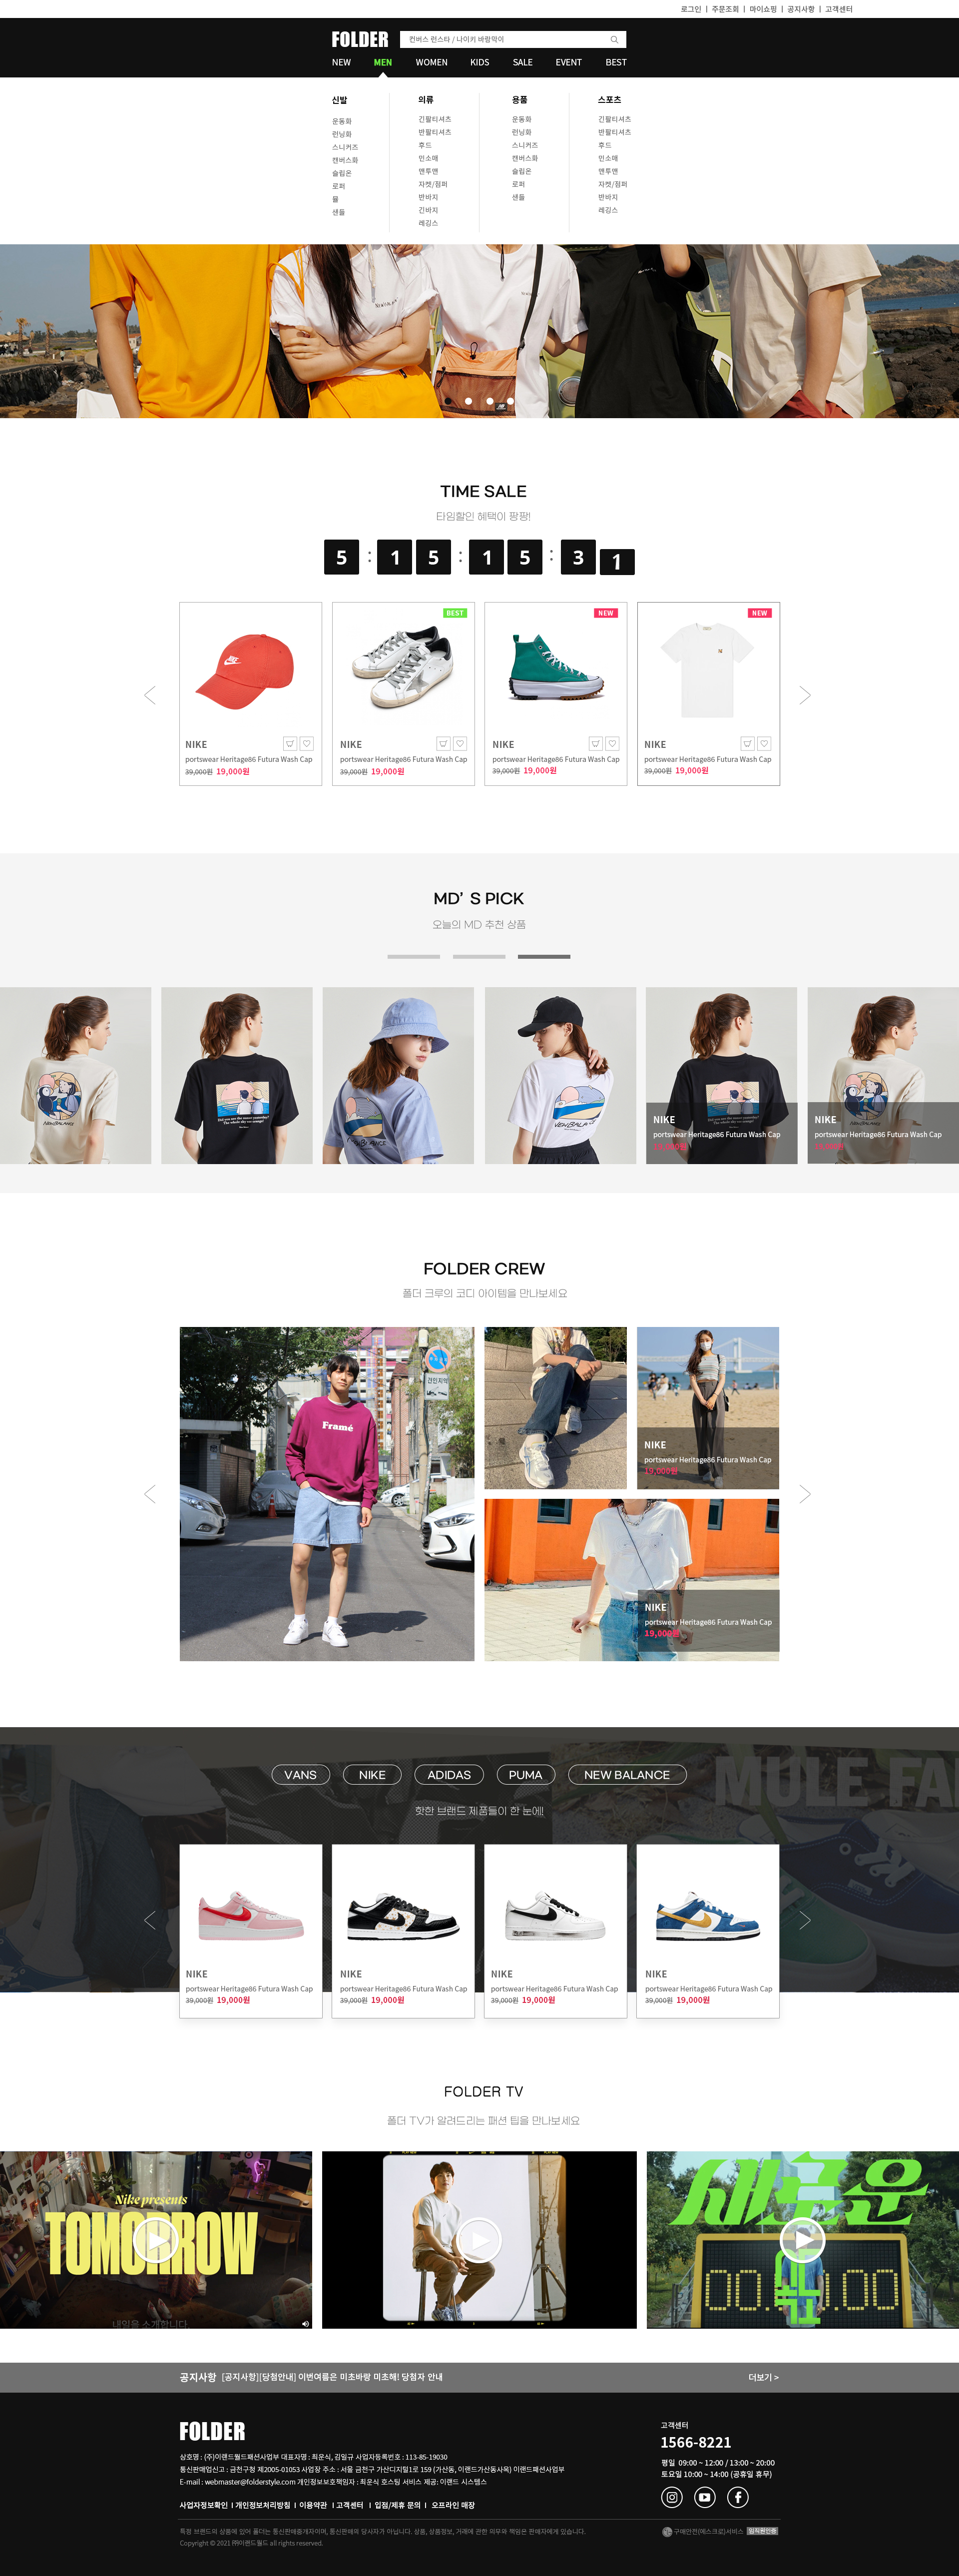 로그인 | 주문조회 | 마이쇼핑 | 공지사항 | 고객센터
FOLDER
컨버스 런스타 / 나이키 바람막이
NEW MEN WOMEN KIDS SALE EVENT BEST
신발
운동화
런닝화
스니커즈
캔버스화
슬립온
로퍼
뮬
샌들
의류
긴팔티셔츠
반팔티셔츠
후드
민소매
맨투맨
자켓/점퍼
반바지
긴바지
레깅스
용품
운동화
런닝화
스니커즈
캔버스화
슬립온
로퍼
샌들
스포츠
긴팔티셔츠
반팔티셔츠
후드
민소매
맨투맨
자켓/점퍼
반바지
레깅스
TIME SALE
타임할인 혜택이 팡팡!
5 : 1 5 : 1 5 : 3 1
NIKE
portswear Heritage86 Futura Wash Cap
39,000원 19,000원
BEST
NIKE
portswear Heritage86 Futura Wash Cap
39,000원 19,000원
NEW
NIKE
portswear Heritage86 Futura Wash Cap
39,000원 19,000원
NEW
NIKE
portswear Heritage86 Futura Wash Cap
39,000원 19,000원
MD’ S PICK
오늘의 MD 추천 상품
NEWBALANCE
NIKE
portswear Heritage86 Futura Wash Cap
19,000원
NIKE
portswear Heritage86 Futura Wash Cap
19,000원
FOLDER CREW
폴더 크루의 코디 아이템을 만나보세요
Framé
견인지역
NIKE
portswear Heritage86 Futura Wash Cap
19,000원
NIKE
portswear Heritage86 Futura Wash Cap
19,000원
MULE FA
VANS NIKE ADIDAS PUMA NEW BALANCE
핫한 브랜드 제품들이 한 눈에!
NIKE
portswear Heritage86 Futura Wash Cap
39,000원 19,000원
NIKE
portswear Heritage86 Futura Wash Cap
39,000원 19,000원
NIKE
portswear Heritage86 Futura Wash Cap
39,000원 19,000원
NIKE
portswear Heritage86 Futura Wash Cap
39,000원 19,000원
FOLDER TV
폴더 TV가 알려드리는 패션 팁을 만나보세요
Nike presents
TOMORROW
내일을 소개합니다
새로운
00 00
공지사항 [공지사항][당첨안내] 이번여름은 미초바랑 미초해! 당첨자 안내
더보기 >
FOLDER
상호명 : (주)이랜드월드패션사업부 대표자명 : 최운식, 김일규 사업자등록번호 : 113-85-19030
통신판매업신고 : 금천구청 제2005-01053 사업장 주소 : 서울 금천구 가산디지털1로 159 (가산동, 이랜드가산동사옥) 이랜드패션사업부
E-mail : webmaster@folderstyle.com 개인정보보호책임자 : 최운식 호스팅 서비스 제공: 이랜드 시스템스
사업자정보확인 | 개인정보처리방침 | 이용약관 | 고객센터 | 입점/제휴 문의 | 오프라인 매장
고객센터
1566-8221
평일 09:00 ~ 12:00 / 13:00 ~ 20:00
토요일 10:00 ~ 14:00 (공휴일 휴무)
특정 브랜드의 상품에 있어 폴더는 통신판매중개자이며, 통신판매의 당사자가 아닙니다. 상품, 상품정보, 거래에 관한 의무와 책임은 판매자에게 있습니다.
Copyright © 2021 ㈜이랜드월드 all rights reserved.
구매안전(에스크로)서비스